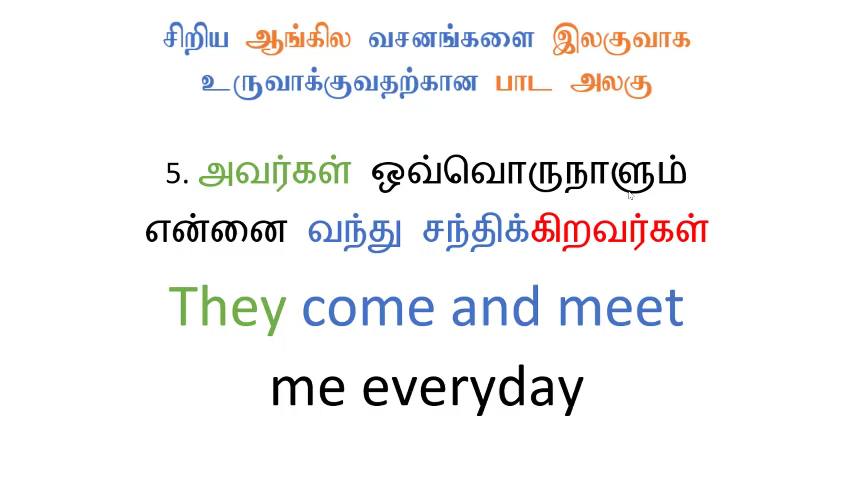 சிறிய ஆங்கில வசனங்களை இலகுவாக
உருவாக்குவதற்கான பாட அலகு
5. அவர்கள் ஒவ்வொருநாளும்
என்னை வந்து சந்திக்கிறவர்கள்
They come and meet
me everyday